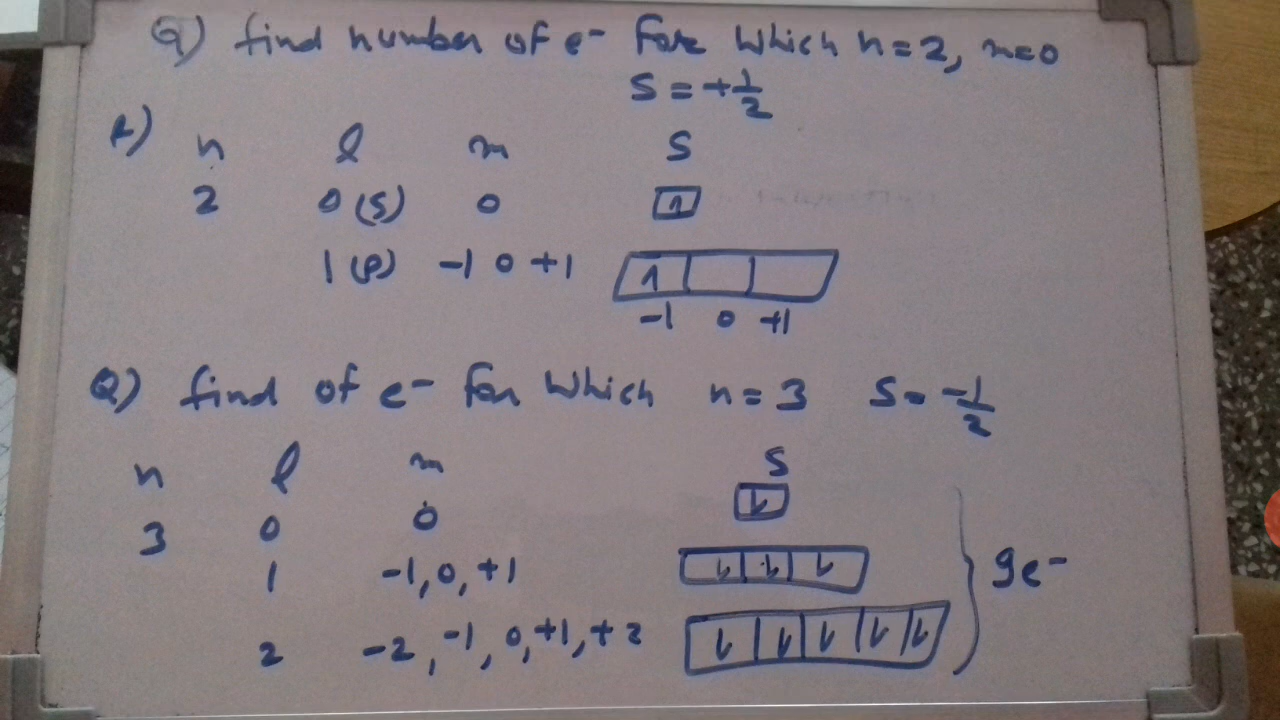 Q) find number of e- For which n=2, m=0
S = +1/2
A) n l m S
2 0 (S) 0 1
1 (P) -1 0 +1 1
-1 0 +1
Q) find of e- for which n=3 S=-1/2
n l m S
3 0 0
1 -1, 0, +1
2 -2, -1, 0, +1, +2
9e-